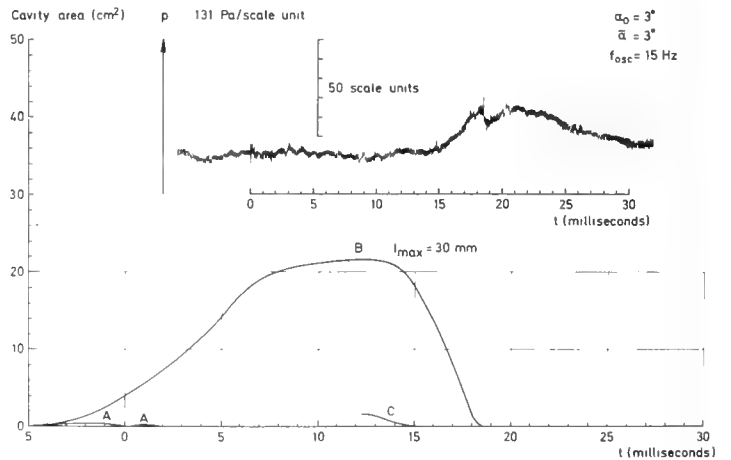 Cavity area (cm²) p 131 Pa/scale unit
α₀ = 3°
α̃ = 3°
f_osc = 15 Hz
50 scale units
50
40
30
20
10
0
0 5 10 15 20 25 30
t (milliseconds)
B l_max = 30 mm
A A C
5 0 5 10 15 20 25 30
t (milliseconds)